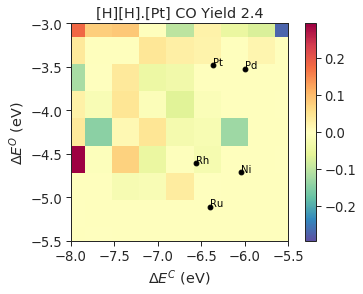 [H][H].[Pt] CO Yield 2.4
−3.0
−3.5
−4.0
−4.5
−5.0
−5.5
ΔE^O (eV)
Pt
Pd
Rh
Ni
Ru
−8.0 −7.5 −7.0 −6.5 −6.0 −5.5
ΔE^C (eV)
0.2
0.1
0.0
−0.1
−0.2